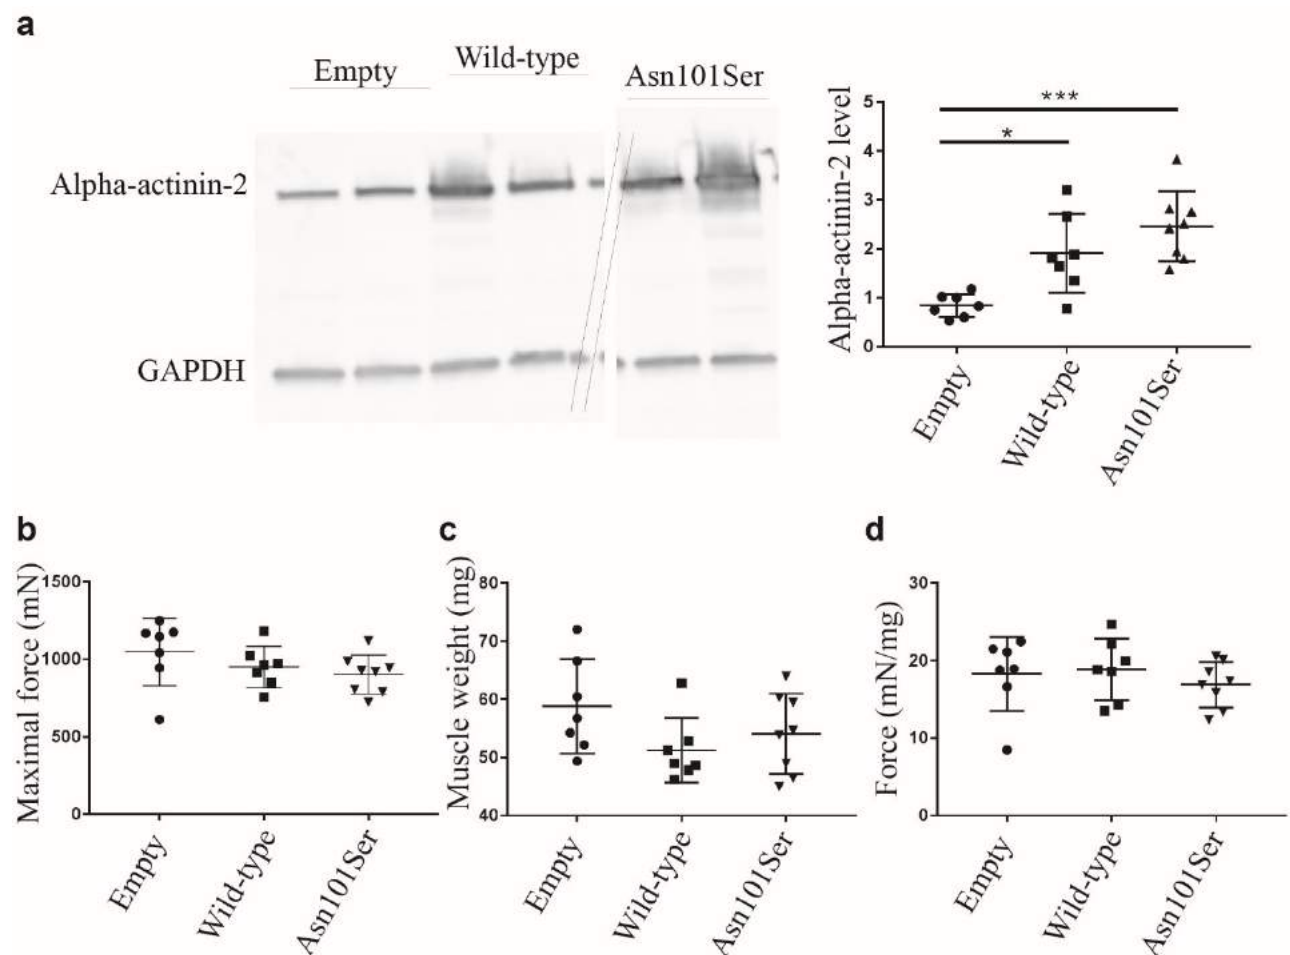 a
Empty
Wild-type
Asn101Ser
Alpha-actinin-2
GAPDH
Alpha-actinin-2 level
5
4
3
2
1
0
***
*
Empty
Wild-type
Asn101Ser
b
Maximal force (mN)
1500
1000
500
0
Empty
Wild-type
Asn101Ser
c
Muscle weight (mg)
80
70
60
50
40
Empty
Wild-type
Asn101Ser
d
Force (mN/mg)
30
20
10
0
Empty
Wild-type
Asn101Ser